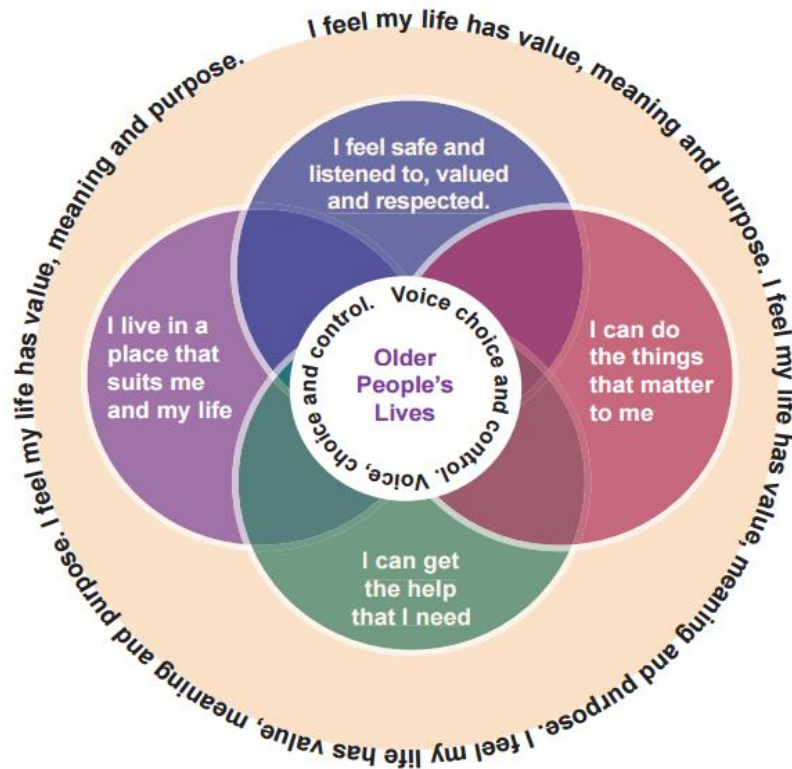 I feel my life has value, meaning and purpose. I feel my life has value, meaning and purpose. I feel my life has value, meaning and purpose. I feel my life has value, meaning and purpose.
I feel safe and
listened to, valued
and respected.
I live in a
place that
suits me
and my life
Voice choice and control. Voice, choice and control.
Older
People's
Lives
I can do
the things
that matter
to me
I can get
the help
that I need